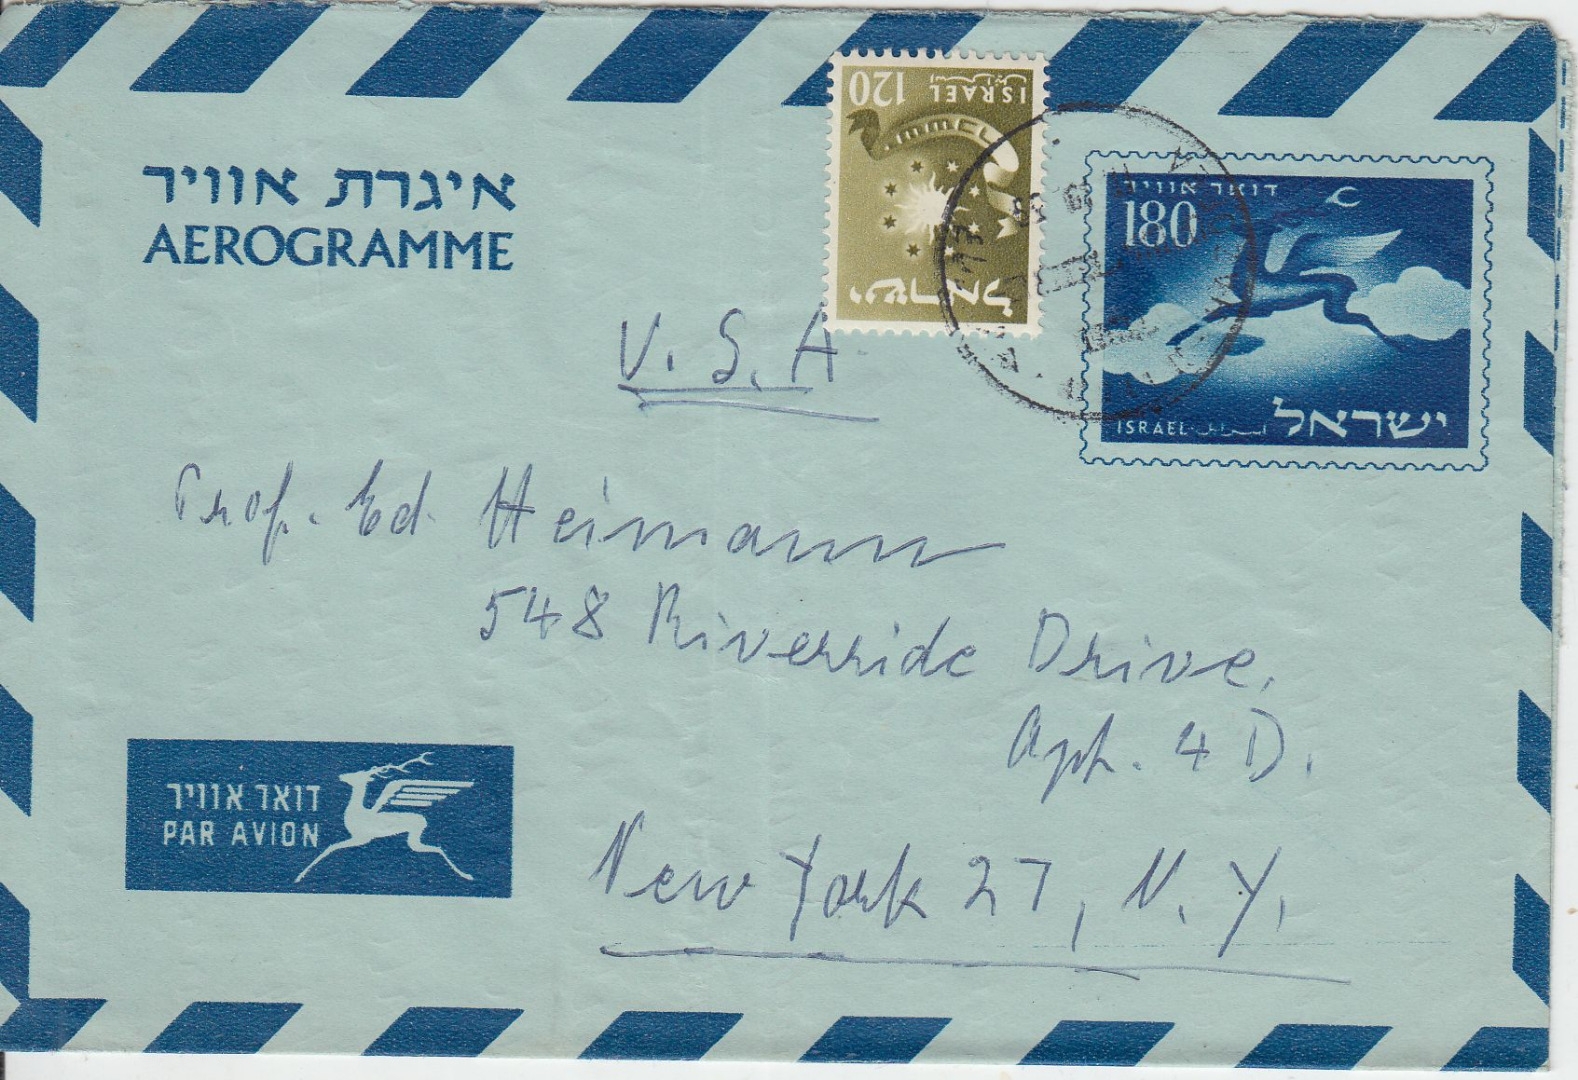 איגרת אוויר
AEROGRAMME
120
ISRAEL
ישראל
דואר אוויר
180
ISRAEL
ישראל
U.S.A
Prof. Ed. Heimann
548 Riverside Drive,
Apt. 4 D.
New York 27, N. Y.
דואר אוויר
PAR AVION